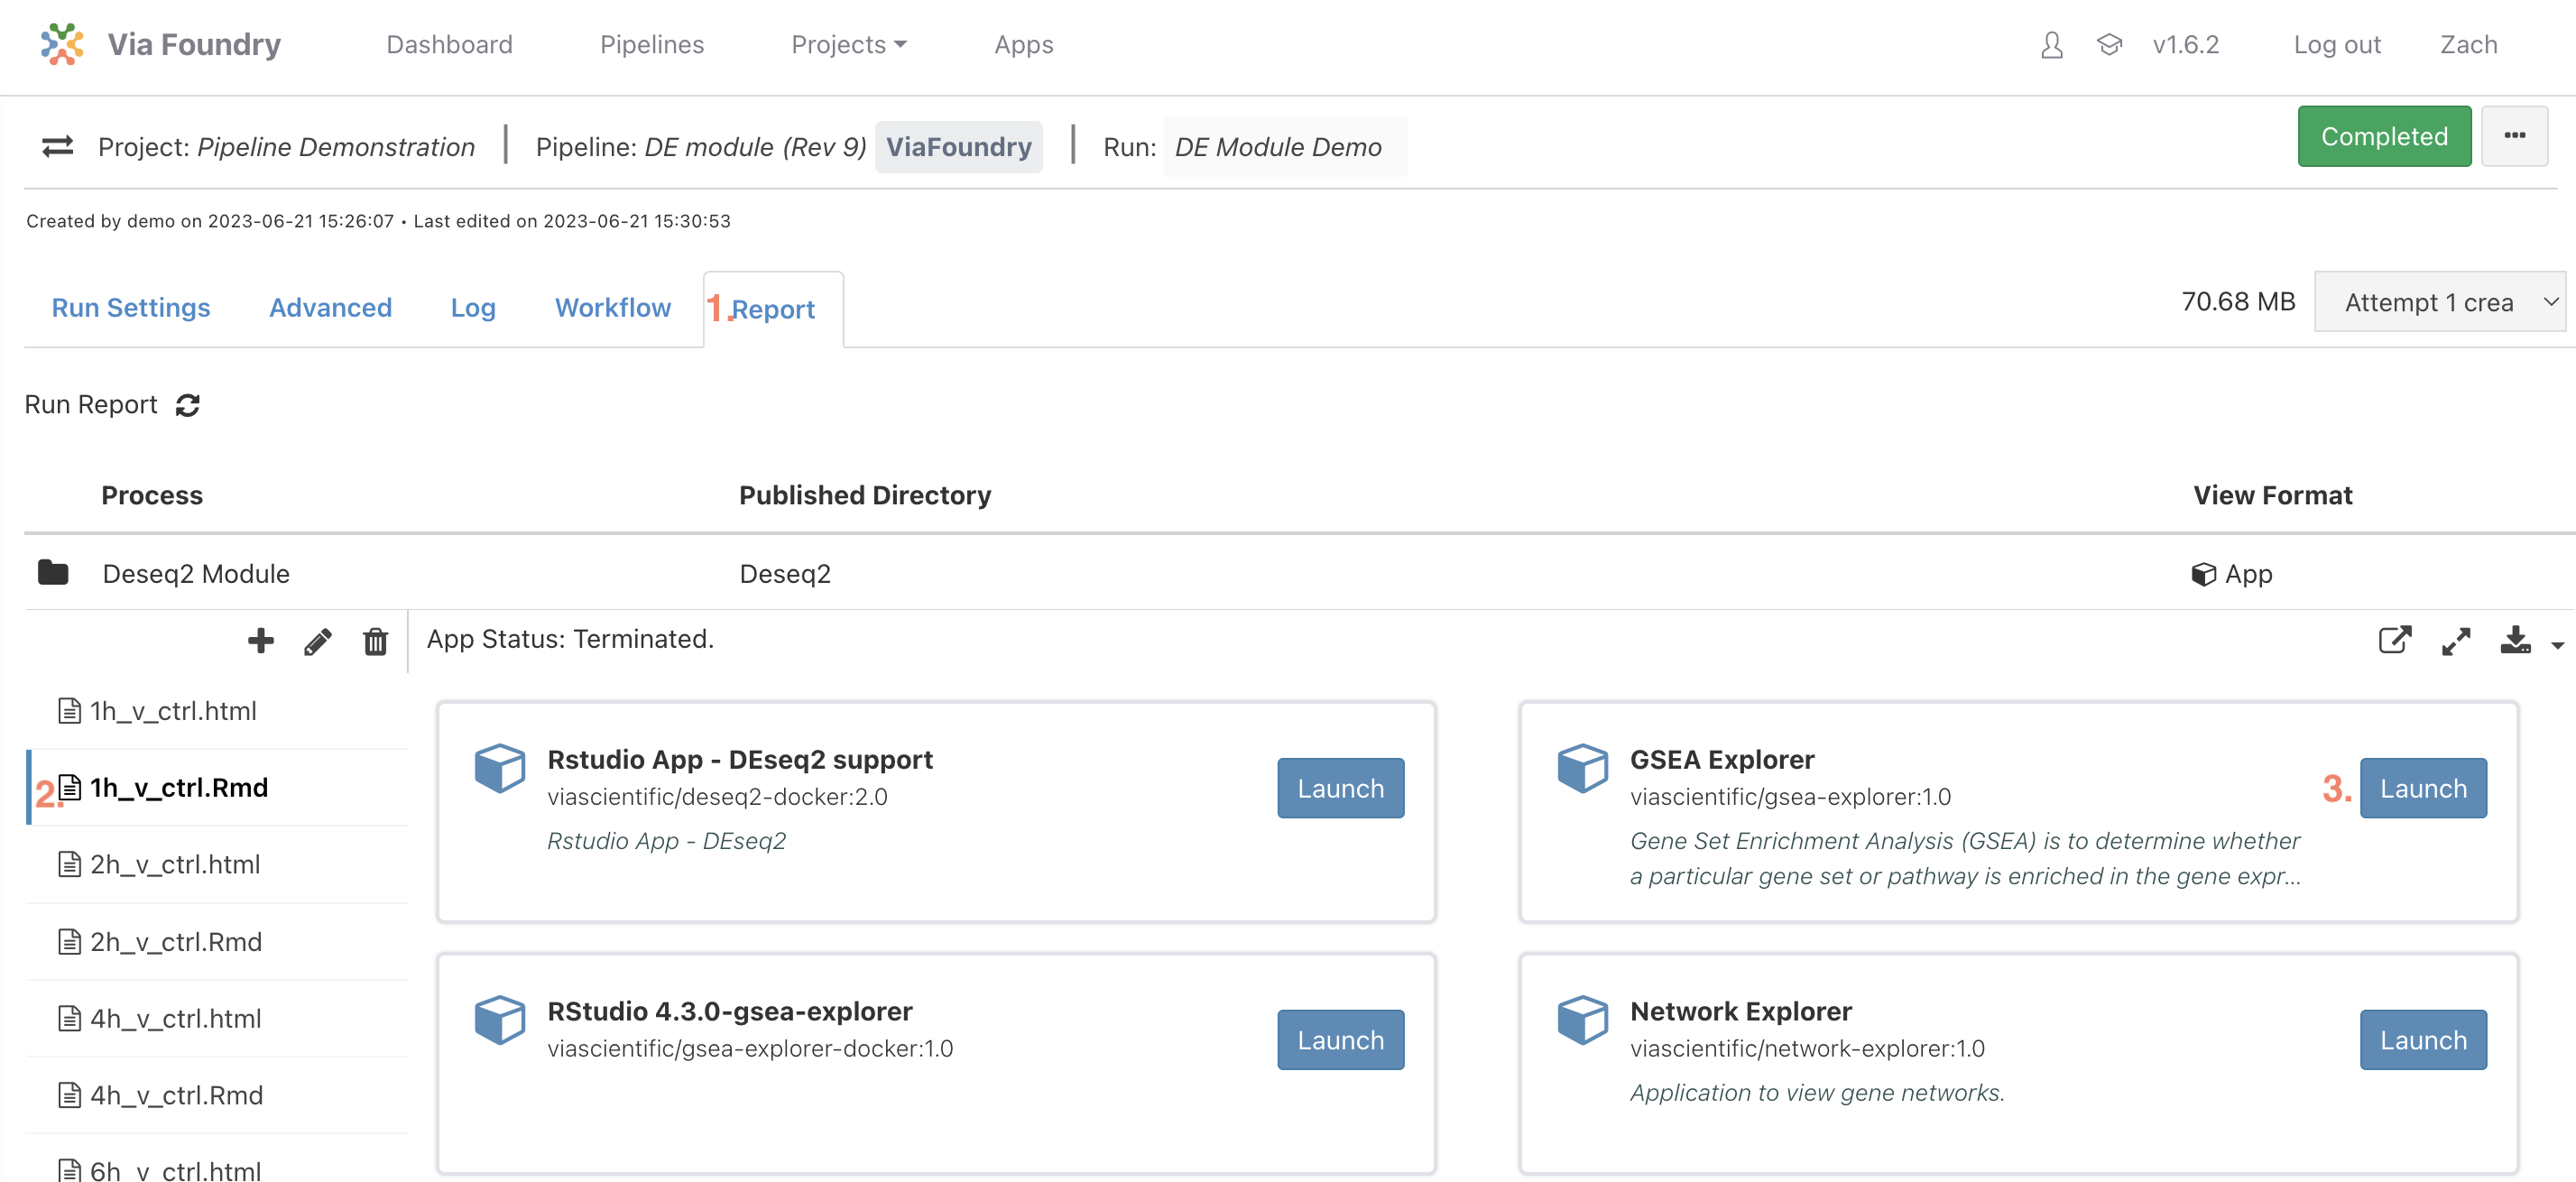 Via Foundry Dashboard Pipelines Projects Apps v1.6.2 Log out Zach
Project: Pipeline Demonstration Pipeline: DE module (Rev 9) ViaFoundry Run: DE Module Demo Completed ...
Created by demo on 2023-06-21 15:26:07 • Last edited on 2023-06-21 15:30:53
Run Settings Advanced Log Workflow 1. Report 70.68 MB Attempt 1 crea
Run Report
Process Published Directory View Format
Deseq2 Module Deseq2 App
App Status: Terminated.
1h_v_ctrl.html
2. 1h_v_ctrl.Rmd
2h_v_ctrl.html
2h_v_ctrl.Rmd
4h_v_ctrl.html
4h_v_ctrl.Rmd
6h_v_ctrl.html
Rstudio App - DEseq2 support
viascientific/deseq2-docker:2.0
Rstudio App - DEseq2
Launch
GSEA Explorer
viascientific/gsea-explorer:1.0
Gene Set Enrichment Analysis (GSEA) is to determine whether
a particular gene set or pathway is enriched in the gene expr...
3. Launch
RStudio 4.3.0-gsea-explorer
viascientific/gsea-explorer-docker:1.0
Launch
Network Explorer
viascientific/network-explorer:1.0
Application to view gene networks.
Launch